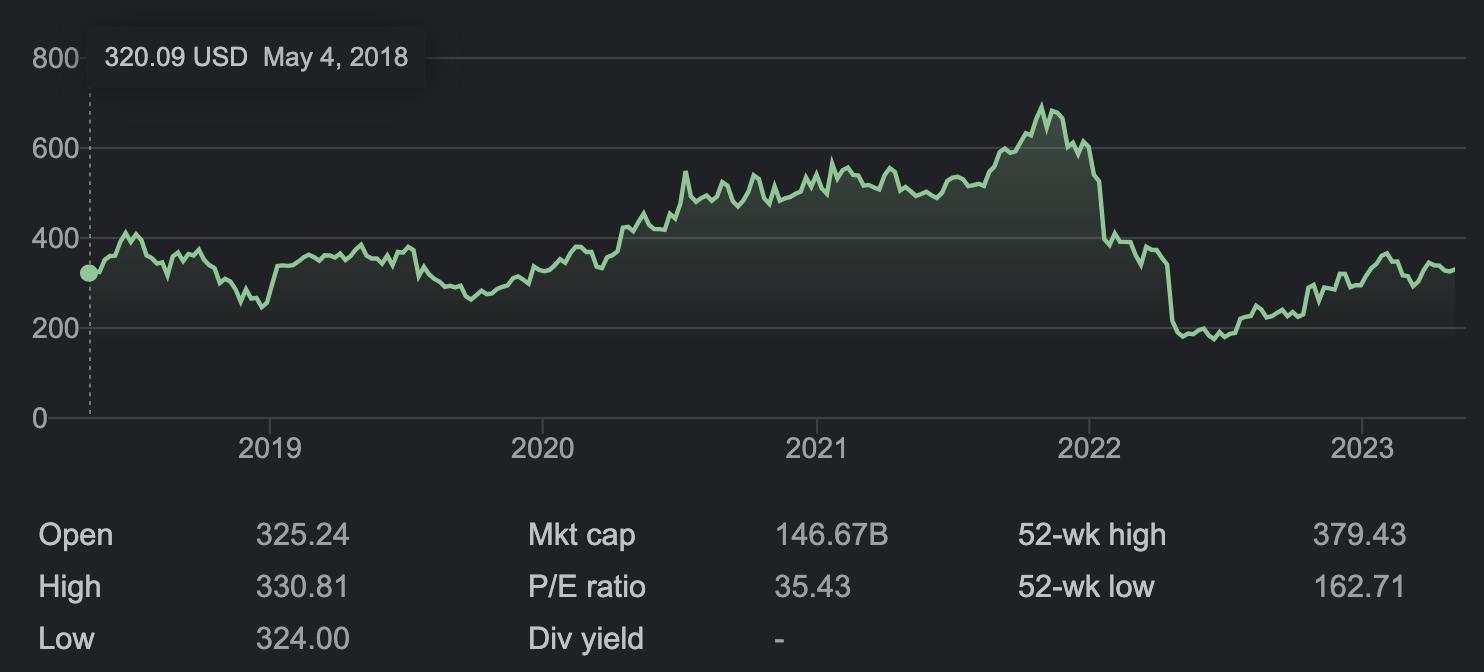 800
320.09 USD May 4, 2018
600
400
200
0
2019 2020 2021 2022 2023
Open 325.24 Mkt cap 146.67B 52-wk high 379.43
High 330.81 P/E ratio 35.43 52-wk low 162.71
Low 324.00 Div yield -